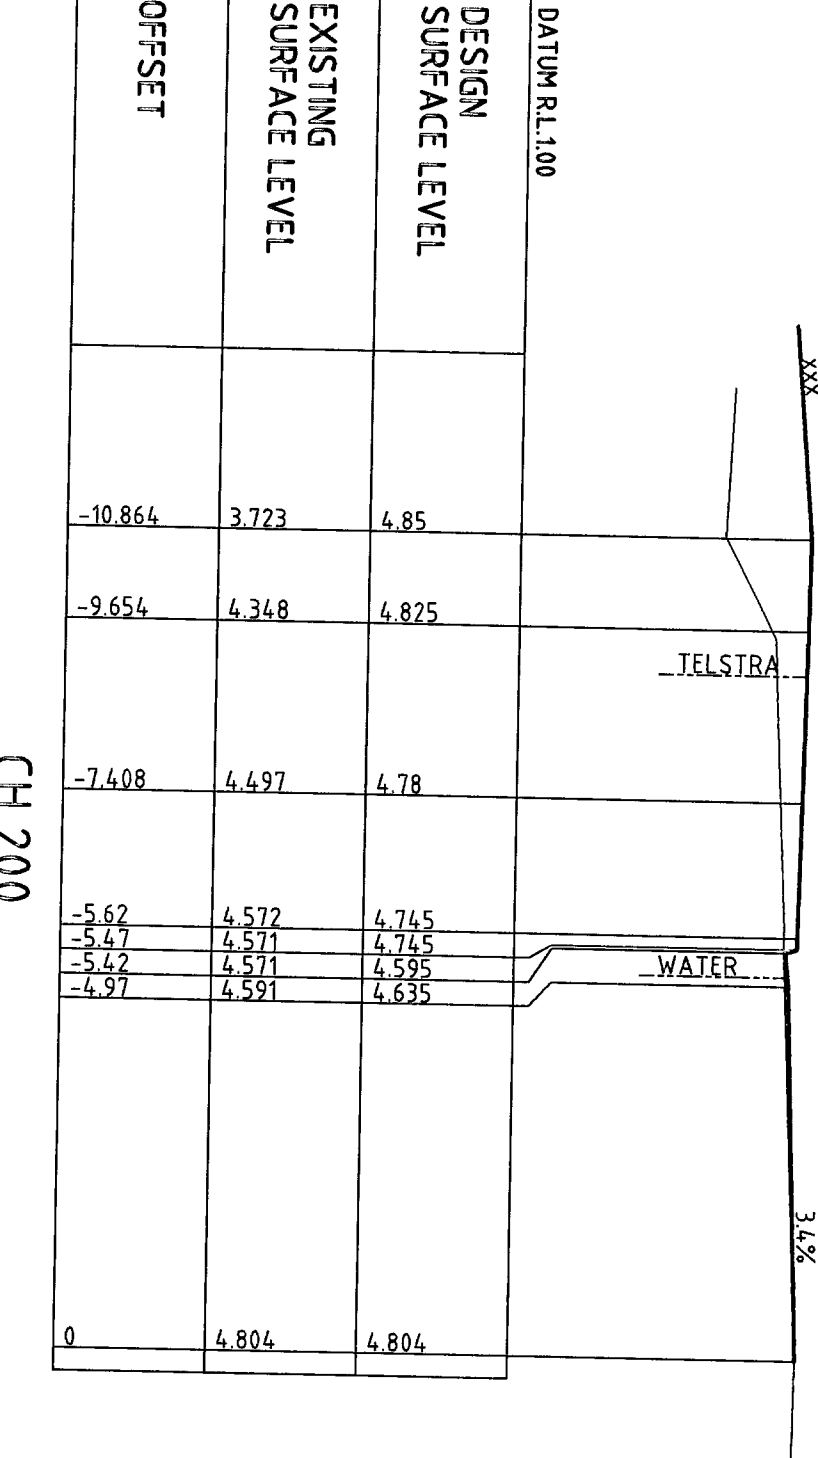 XXX
3.4%
TELSTRA
WATER
DATUM R.L.1.00
DESIGN
SURFACE LEVEL
4.85
4.825
4.78
4.745
4.745
4.595
4.635
4.804
EXISTING
SURFACE LEVEL
3.723
4.348
4.497
4.572
4.571
4.571
4.591
4.804
OFFSET
-10.864
-9.654
-7.408
-5.62
-5.47
-5.42
-4.97
0
CH 200